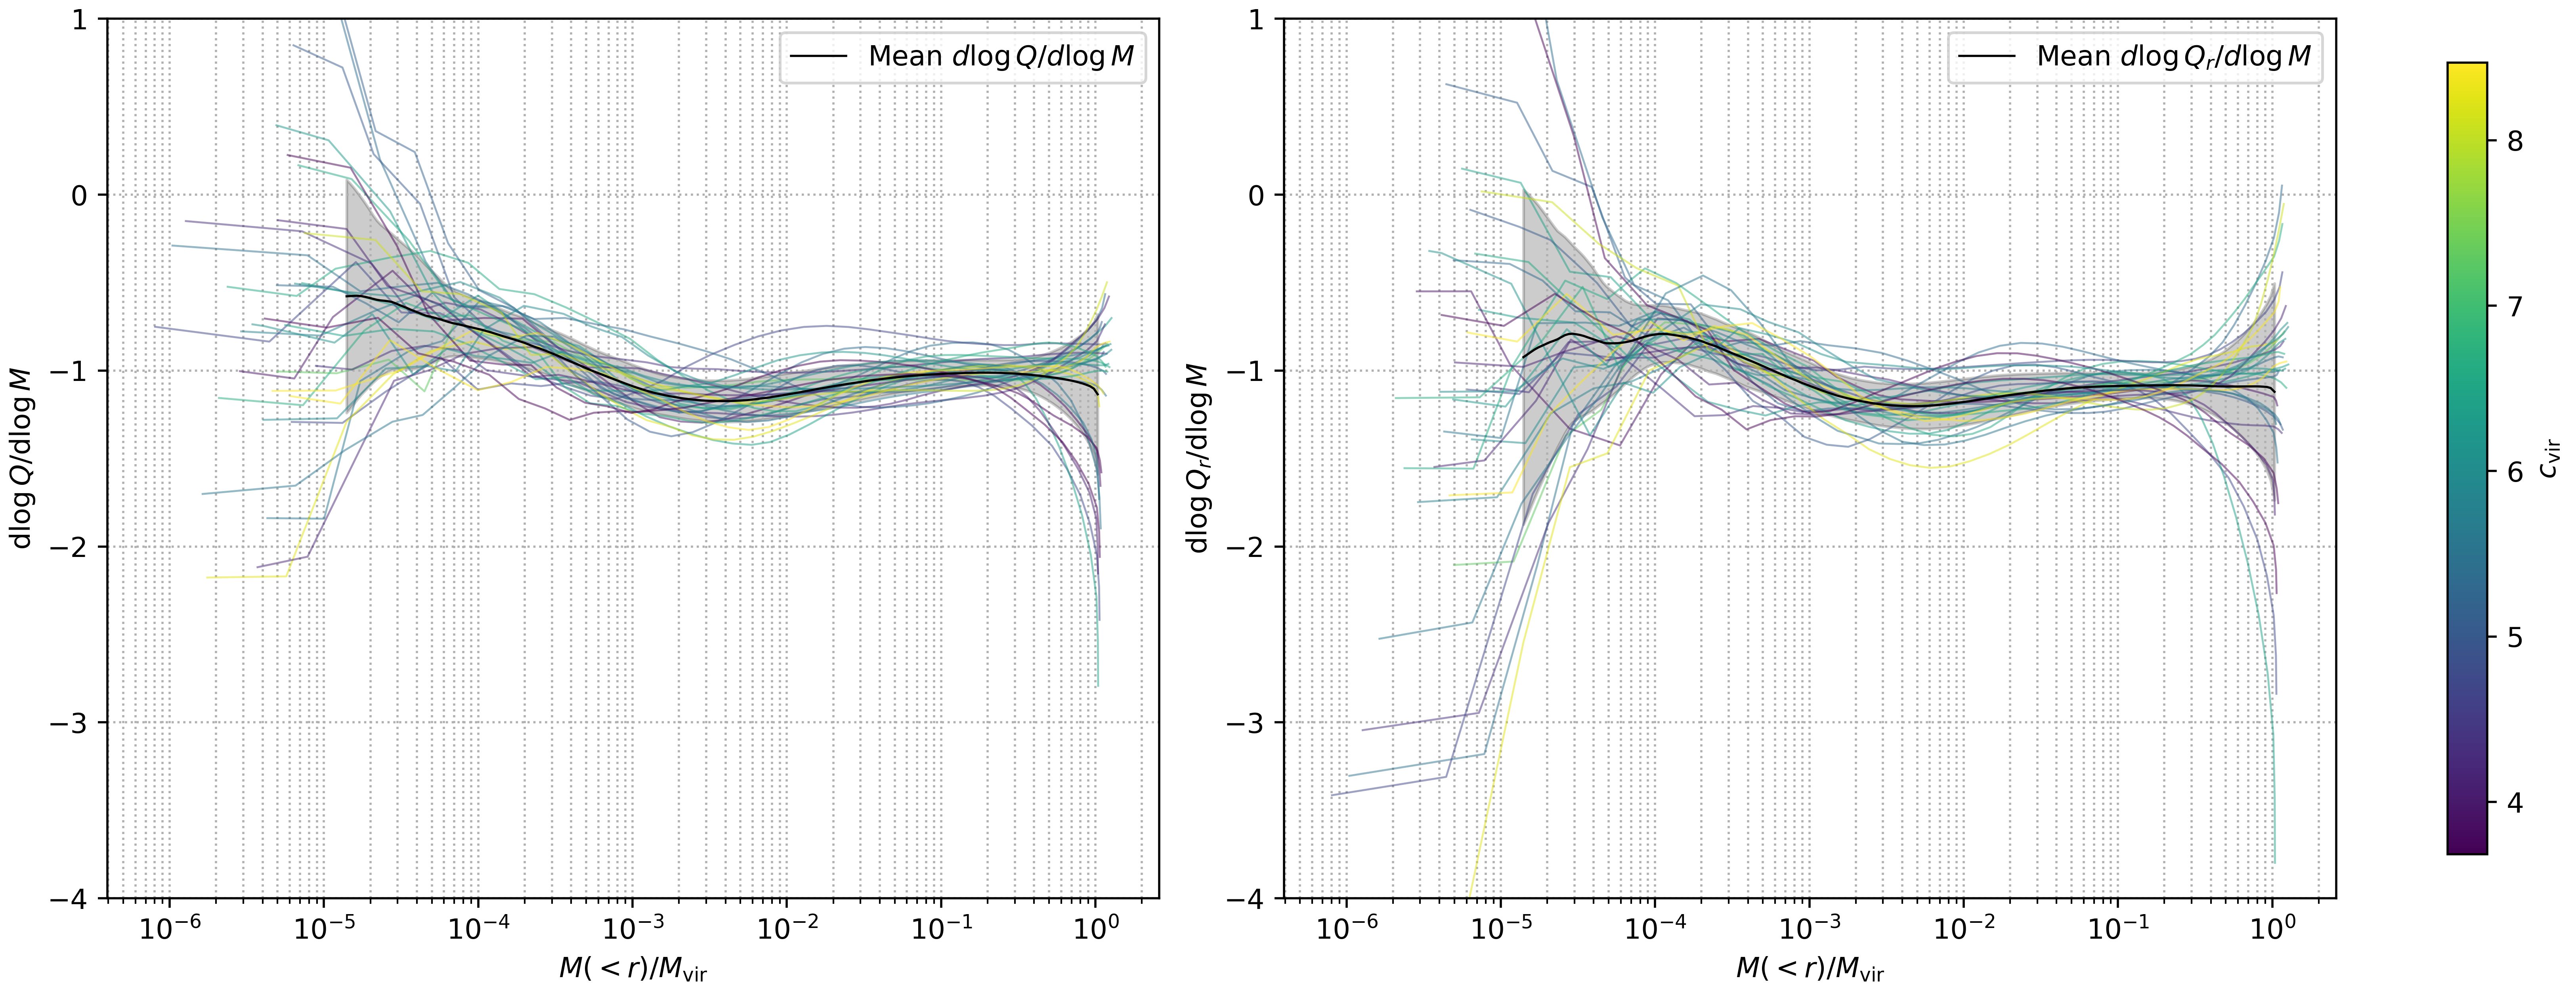 Mean dlog Q/dlog M
1
0
−1
−2
−3
−4
dlog Q/dlog M
10⁻⁶ 10⁻⁵ 10⁻⁴ 10⁻³ 10⁻² 10⁻¹ 10⁰
M(< r)/M_vir
Mean dlog Q_r/dlog M
1
0
−1
−2
−3
−4
dlog Q_r/dlog M
10⁻⁶ 10⁻⁵ 10⁻⁴ 10⁻³ 10⁻² 10⁻¹ 10⁰
M(< r)/M_vir
8
7
6
5
4
c_vir